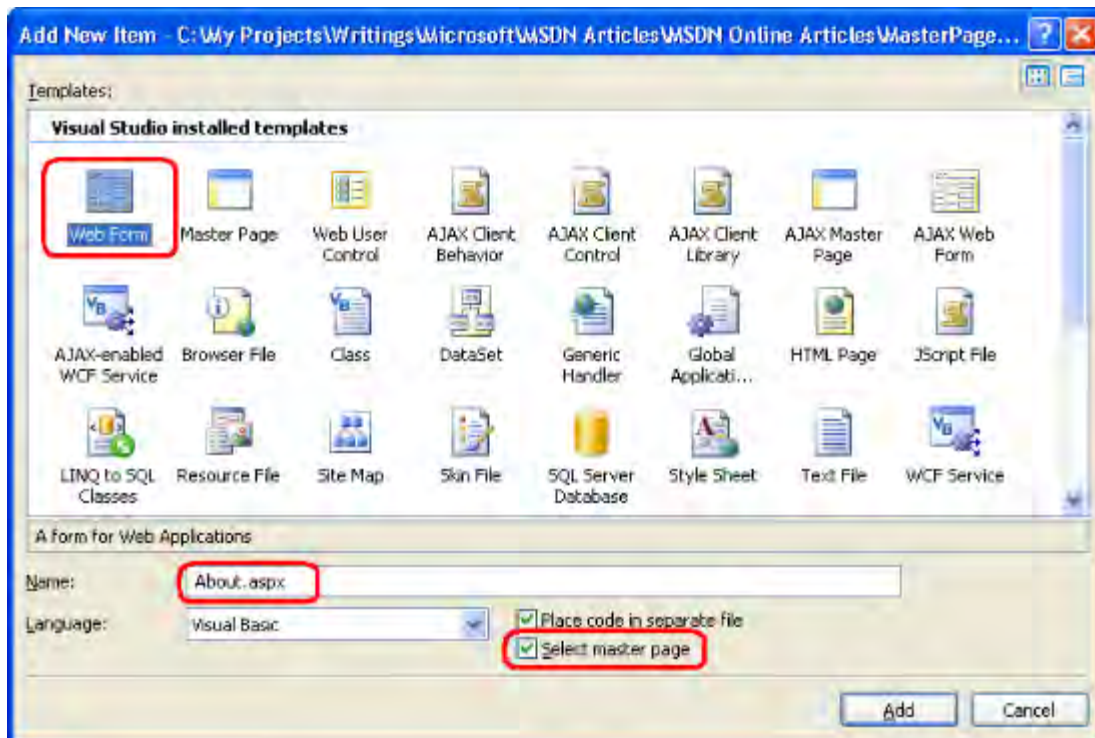 Add New Item - C:\My Projects\Writings\Microsoft\MSDN Articles\MSDN Online Articles\MasterPage...
Templates:
Visual Studio installed templates
Web Form
Master Page
Web User Control
AJAX Client Behavior
AJAX Client Control
AJAX Client Library
AJAX Master Page
AJAX Web Form
AJAX-enabled WCF Service
Browser File
Class
DataSet
Generic Handler
Global Applicati...
HTML Page
JScript File
LINQ to SQL Classes
Resource File
Site Map
Skin File
SQL Server Database
Style Sheet
Text File
WCF Service
A form for Web Applications
Name: About.aspx
Language: Visual Basic
Place code in separate file
Select master page
Add
Cancel